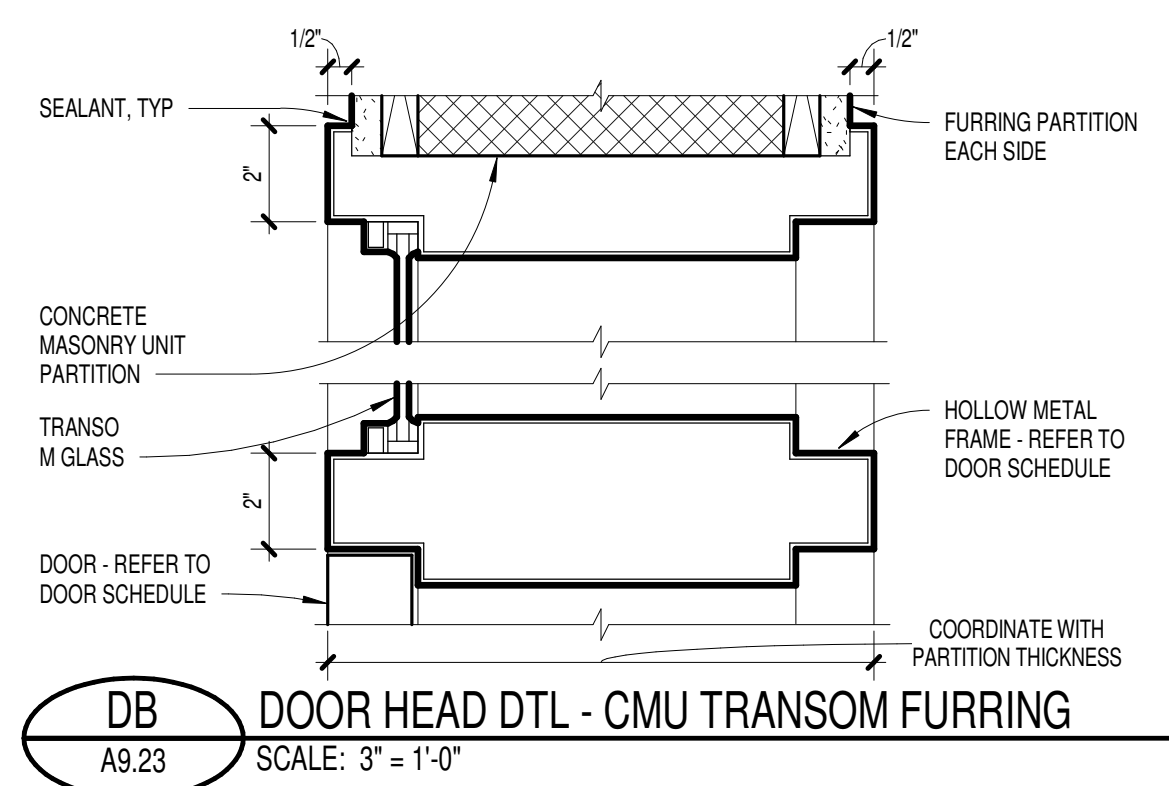 1/2"
1/2"
SEALANT, TYP
FURRING PARTITION
EACH SIDE
2"
CONCRETE
MASONRY UNIT
PARTITION
TRANSO
M GLASS
HOLLOW METAL
FRAME - REFER TO
DOOR SCHEDULE
2"
DOOR - REFER TO
DOOR SCHEDULE
COORDINATE WITH
PARTITION THICKNESS
DB
DOOR HEAD DTL - CMU TRANSOM FURRING
A9.23
SCALE: 3" = 1'-0"